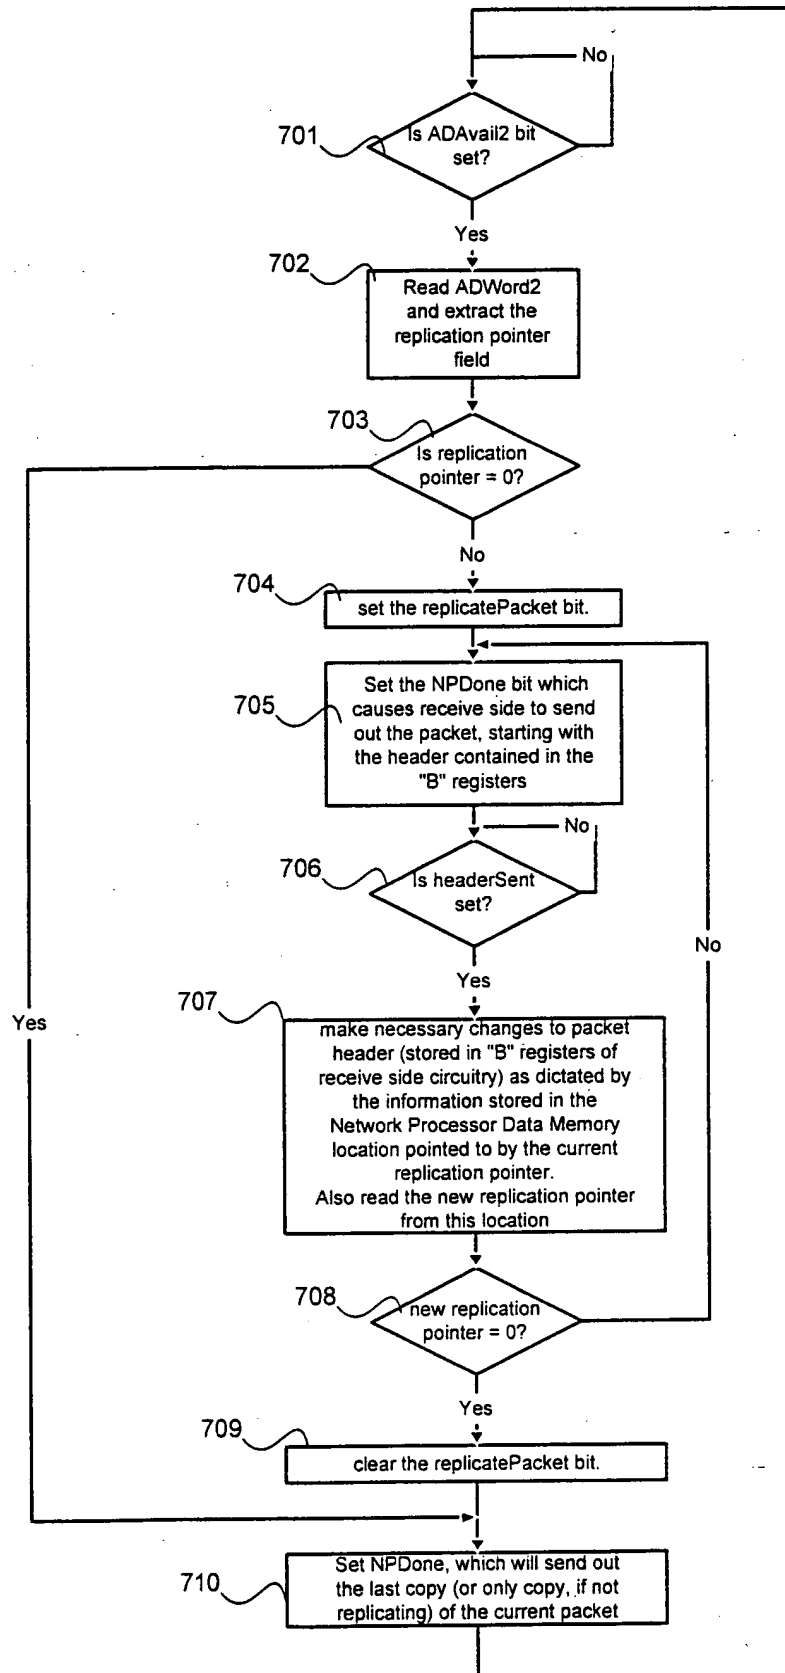 No
701
Is ADAvail2 bit
set?
Yes
702
Read ADWord2
and extract the
replication pointer
field
703
Is replication
pointer = 0?
No
704
set the replicatePacket bit.
705
Set the NPDone bit which
causes receive side to send
out the packet, starting with
the header contained in the
"B" registers
No
706
Is headerSent
set?
No
Yes
Yes
707
make necessary changes to packet
header (stored in "B" registers of
receive side circuitry) as dictated by
the information stored in the
Network Processor Data Memory
location pointed to by the current
replication pointer.
Also read the new replication pointer
from this location
708
new replication
pointer = 0?
Yes
709
clear the replicatePacket bit.
710
Set NPDone, which will send out
the last copy (or only copy, if not
replicating) of the current packet